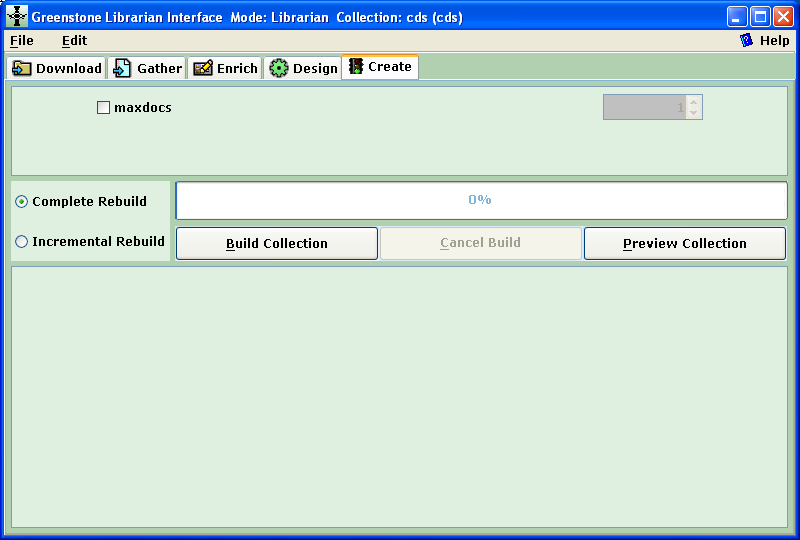 Greenstone Librarian Interface  Mode: Librarian  Collection: cds (cds)
File Edit Help
Download Gather Enrich Design Create
maxdocs 1
Complete Rebuild 0%
Incremental Rebuild Build Collection Cancel Build Preview Collection